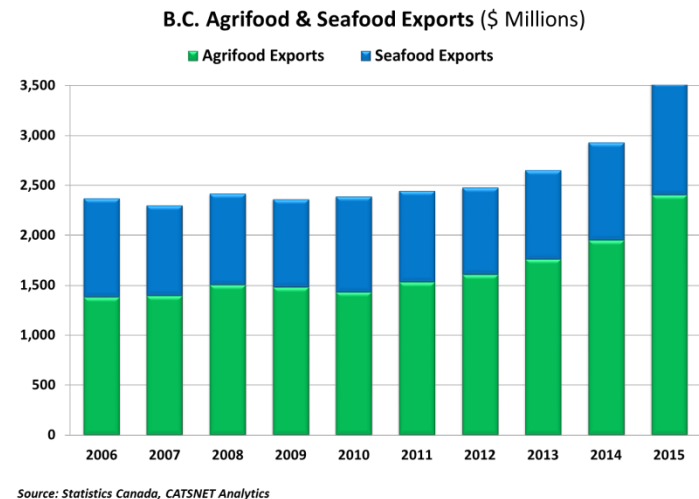 B.C. Agrifood & Seafood Exports ($ Millions)
Agrifood Exports Seafood Exports
3,500
3,000
2,500
2,000
1,500
1,000
500
0
2006 2007 2008 2009 2010 2011 2012 2013 2014 2015
Source: Statistics Canada, CATSNET Analytics